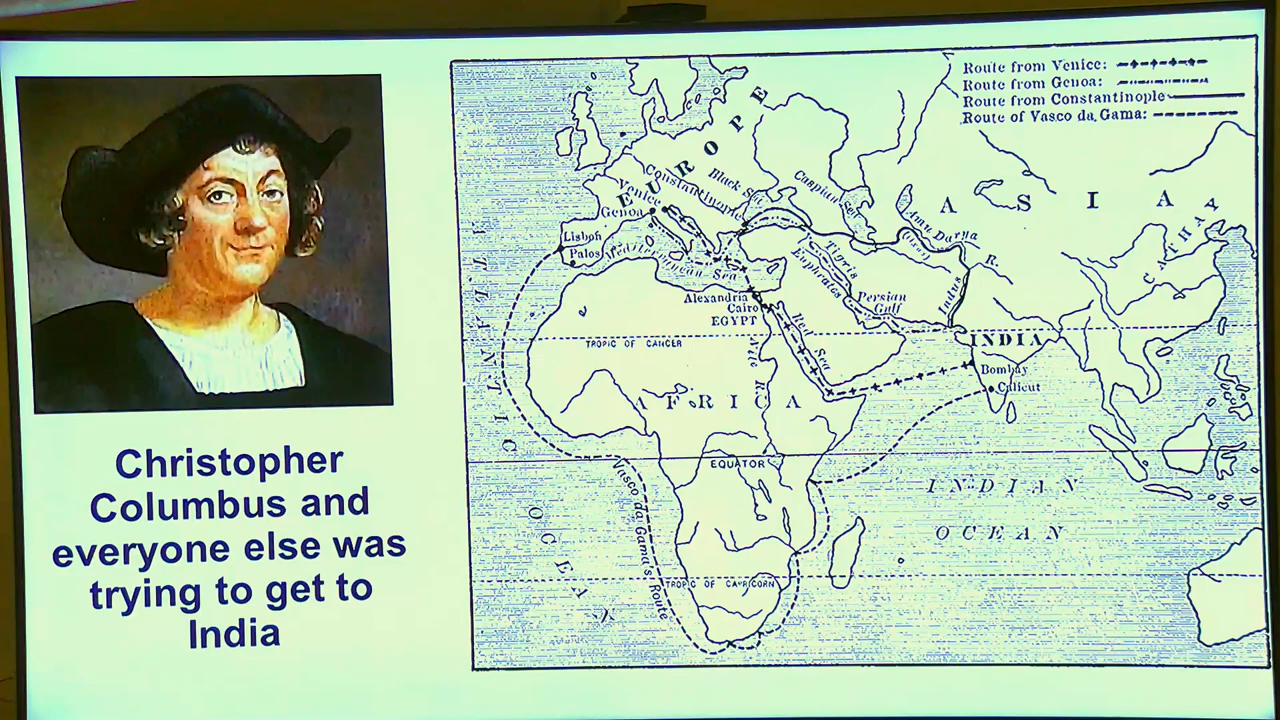 Christopher
Columbus and
everyone else was
trying to get to
India
Route from Venice:
Route from Genoa:
Route from Constantinople
Route of Vasco da Gama:
EUROPE
ASIA
CATHAY
Venice
Constantinople
Black Sea
Caspian Sea
Genoa
Amu Darya
(Oxus)
R.
Lisbon
Palos
Mediterranean Sea
Tigris
Euphrates
Indus
Persian
Gulf
Alexandria
Cairo
EGYPT
Red Sea
Nile R.
TROPIC OF CANCER
INDIA
Bombay
Calicut
AFRICA
ATLANTIC OCEAN
EQUATOR
Vasco da Gama's Route
INDIAN
OCEAN
TROPIC OF CAPRICORN